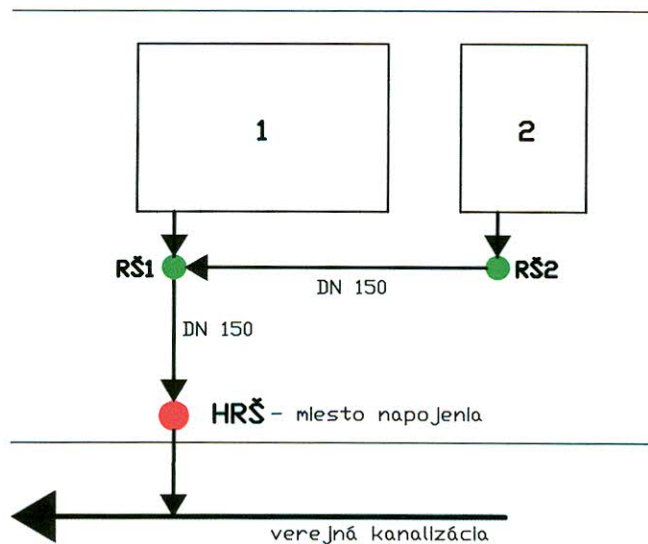 1
2
RŠ1
RŠ2
DN 150
DN 150
HRŠ - miesto napojenia
verejná kanalizácia